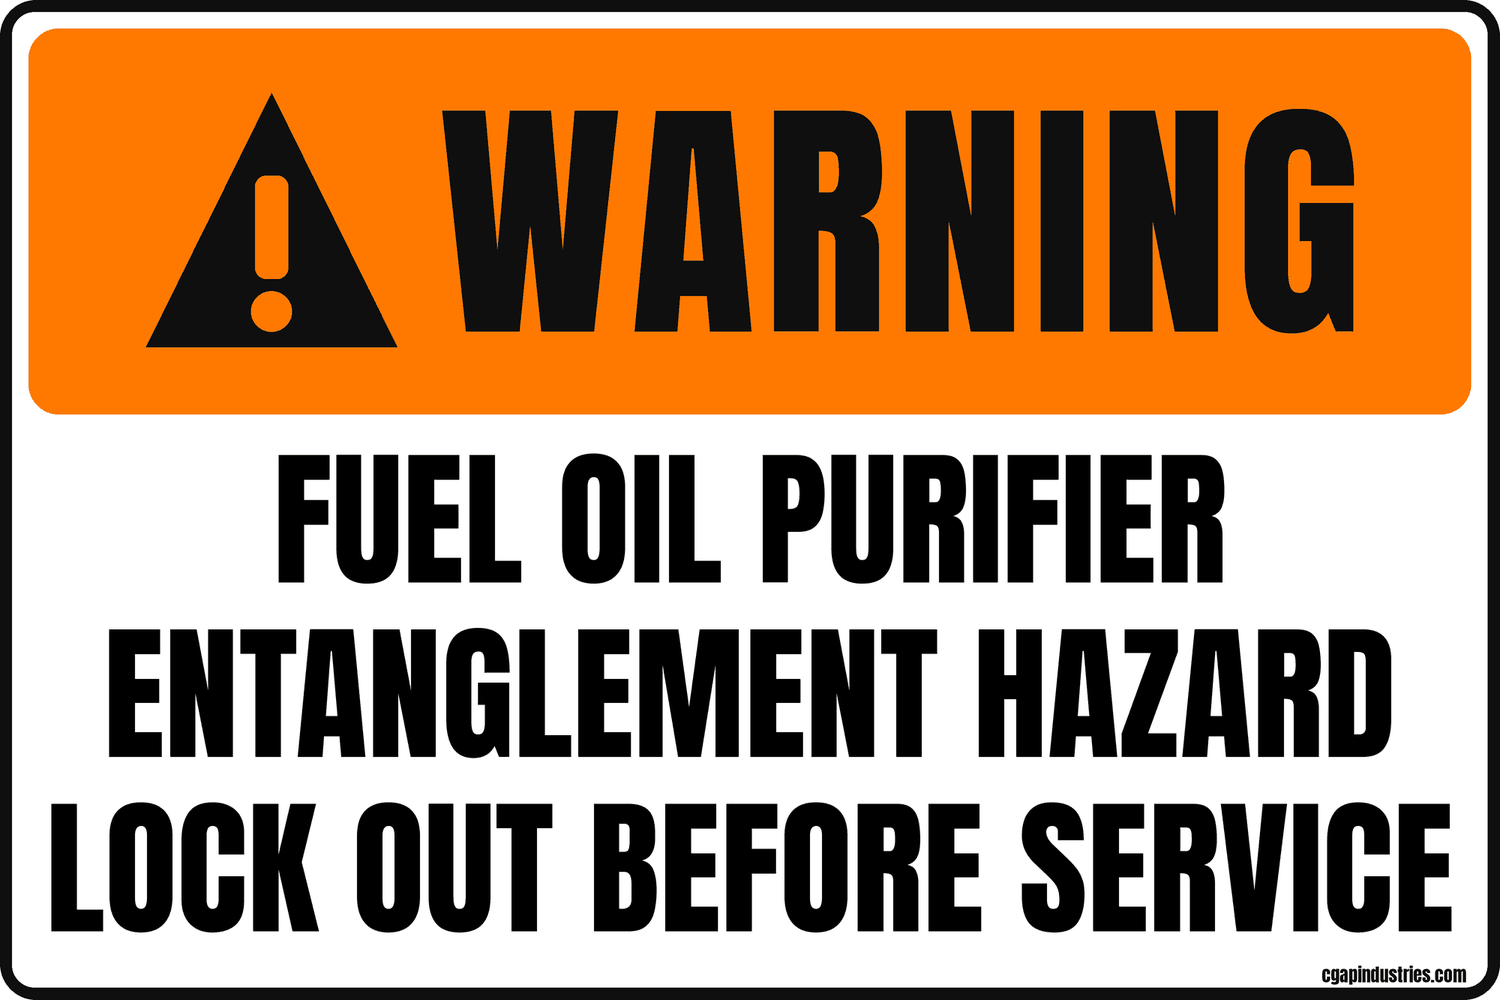 WARNING
FUEL OIL PURIFIER
ENTANGLEMENT HAZARD
LOCK OUT BEFORE SERVICE
cgapindustries.com